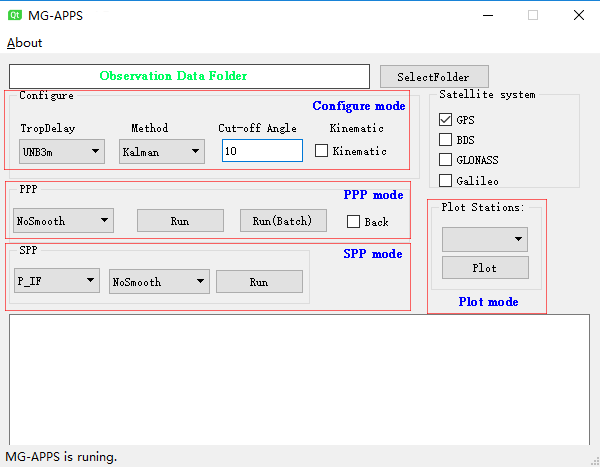 Qt MG-APPS
About
Observation Data Folder
SelectFolder
Configure
Configure mode
Satellite system
TropDelay Method Cut-off Angle Kinematic
UNB3m Kalman 10 Kinematic
GPS
BDS
GLONASS
Galileo
PPP
PPP mode
NoSmooth Run Run(Batch) Back
Plot Stations:
Plot
Plot mode
SPP
SPP mode
P_IF NoSmooth Run
MG-APPS is runing.